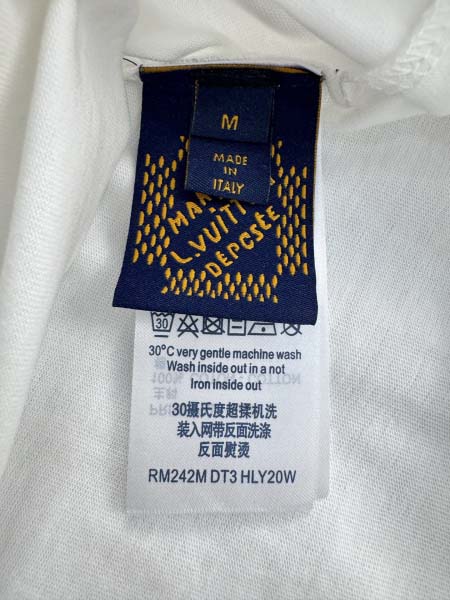 M
MADE
IN
ITALY
L.VUITT
DÉPOSÉE
30
30°C very gentle machine wash
Wash inside out in a not
Iron inside out
30摄氏度超揉机洗
装入网带反面洗涤
反面熨烫
RM242M DT3 HLY20W